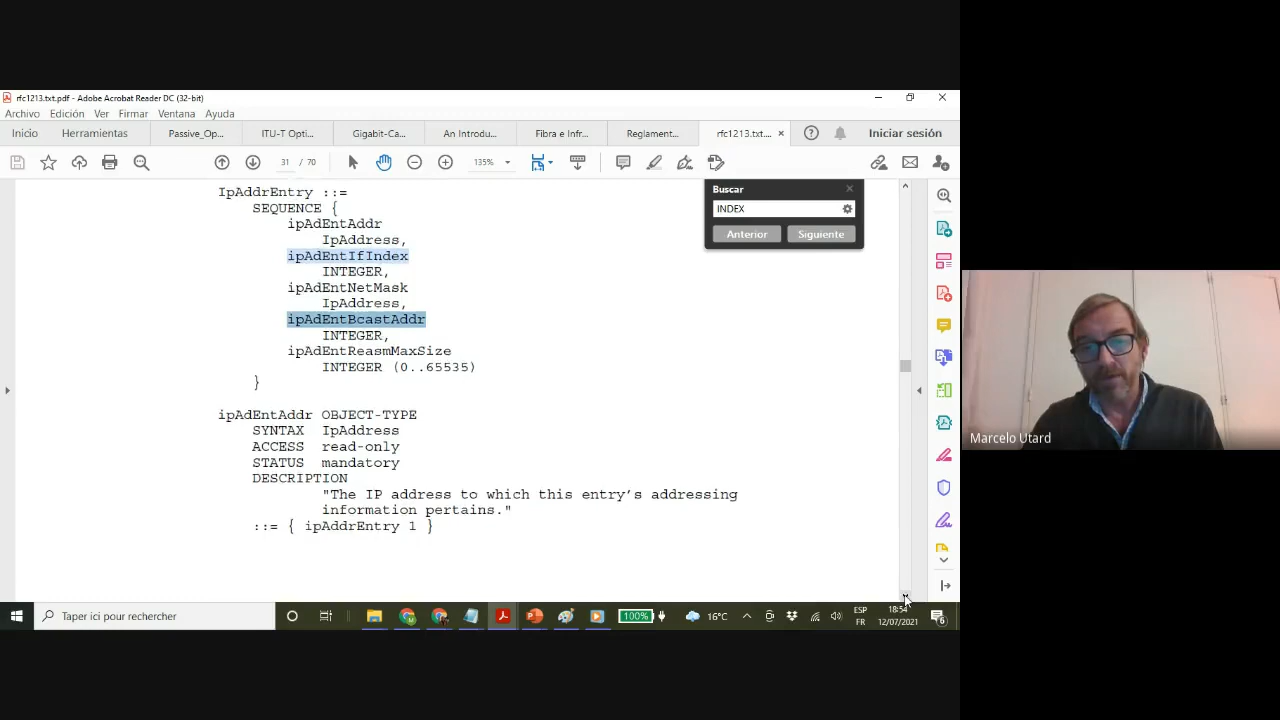 rfc1213.txt.pdf - Adobe Acrobat Reader DC (32-bit)
Archivo Edición Ver Firmar Ventana Ayuda
Inicio Herramientas Passive_Op... ITU-T Opti... Gigabit-Ca... An Introdu... Fibra e Infr... Reglament... rfc1213.txt.... Iniciar sesión
31 / 70 135%
Buscar
INDEX
Anterior Siguiente
IpAddrEntry ::=
SEQUENCE {
ipAdEntAddr
IpAddress,
ipAdEntIfIndex
INTEGER,
ipAdEntNetMask
IpAddress,
ipAdEntBcastAddr
INTEGER,
ipAdEntReasmMaxSize
INTEGER (0..65535)
}
ipAdEntAddr OBJECT-TYPE
SYNTAX IpAddress
ACCESS read-only
STATUS mandatory
DESCRIPTION
"The IP address to which this entry's addressing
information pertains."
::= { ipAddrEntry 1 }
Marcelo Utard
Taper ici pour rechercher
100%
16°C
ESP
FR
18:54
12/07/2021
6